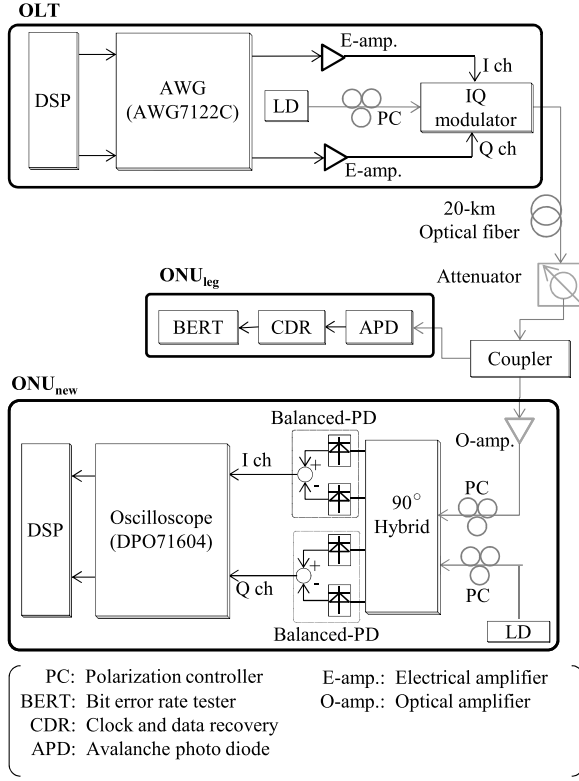 OLT
DSP
AWG
(AWG7122C)
E-amp.
I ch
LD
PC
IQ
modulator
Q ch
E-amp.
20-km
Optical fiber
Attenuator
ONUleg
BERT
CDR
APD
Coupler
ONUnew
Balanced-PD
O-amp.
I ch
+
-
DSP
Oscilloscope
(DPO71604)
90°
Hybrid
PC
Q ch
+
-
PC
Balanced-PD
LD
PC: Polarization controller
E-amp.: Electrical amplifier
BERT: Bit error rate tester
O-amp.: Optical amplifier
CDR: Clock and data recovery
APD: Avalanche photo diode